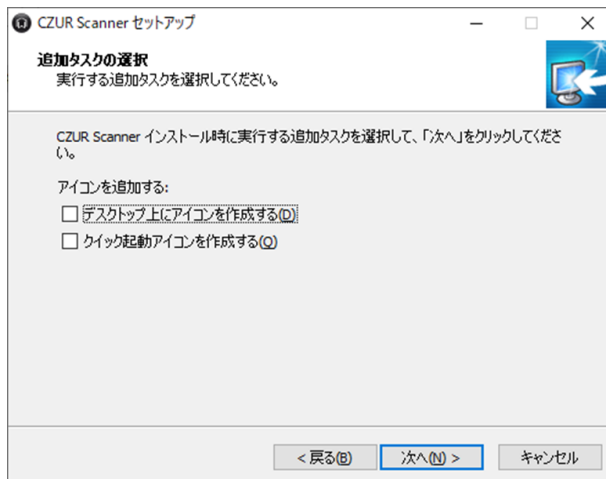 CZUR Scanner セットアップ
追加タスクの選択
実行する追加タスクを選択してください。
CZUR Scanner インストール時に実行する追加タスクを選択して、「次へ」をクリックしてくださ
い。
アイコンを追加する:
デスクトップ上にアイコンを作成する(D)
クイック起動アイコンを作成する(Q)
< 戻る(B)
次へ(N) >
キャンセル